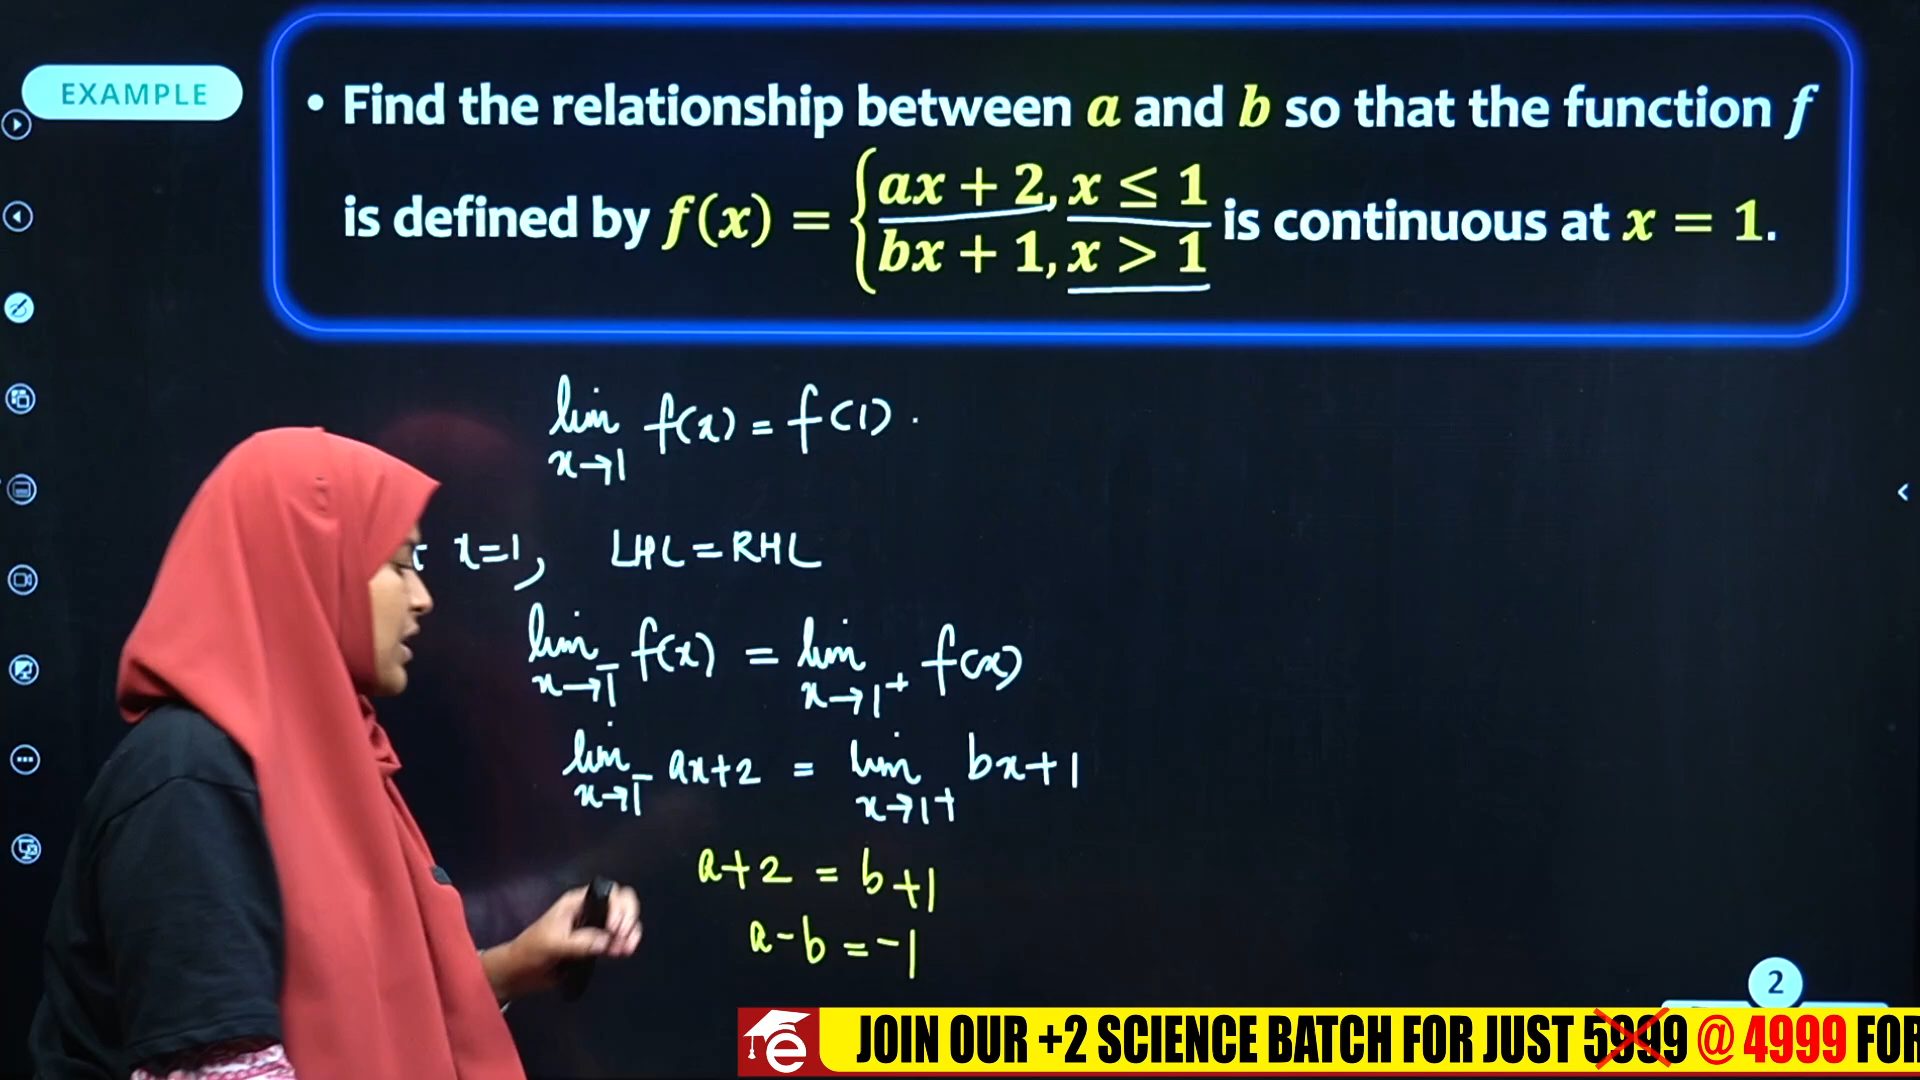 EXAMPLE
• Find the relationship between a and b so that the function f
is defined by f(x) = { ax + 2, x ≤ 1
bx + 1, x > 1 is continuous at x = 1.
lim x→1 f(x) = f(1).
x=1, LHL = RHL
lim x→1⁻ f(x) = lim x→1⁺ f(x)
lim x→1⁻ ax+2 = lim x→1+ bx+1
a+2 = b+1
a-b = -1
2
e JOIN OUR +2 SCIENCE BATCH FOR JUST 5999 @ 4999 FOR